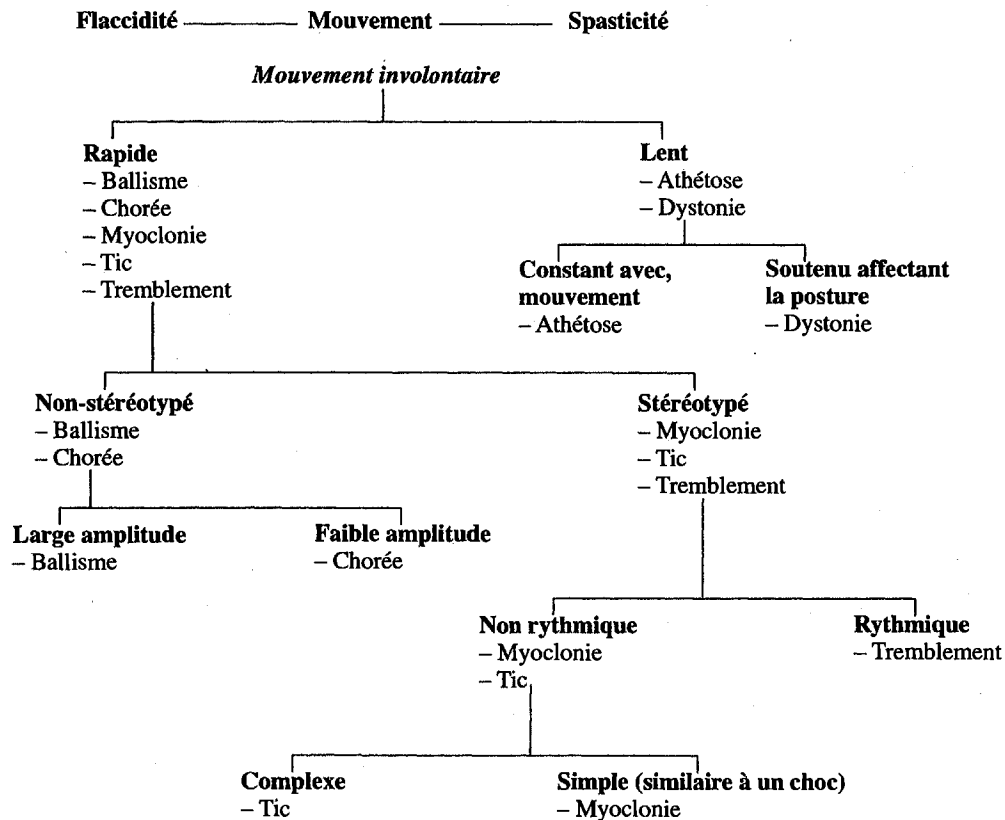 Flaccidité Mouvement Spasticité
Mouvement involontaire
Rapide
– Ballisme
– Chorée
– Myoclonie
– Tic
– Tremblement
Lent
– Athétose
– Dystonie
Constant avec,
mouvement
– Athétose
Soutenu affectant
la posture
– Dystonie
Non-stéréotypé
– Ballisme
– Chorée
Stéréotypé
– Myoclonie
– Tic
– Tremblement
Large amplitude
– Ballisme
Faible amplitude
– Chorée
Non rythmique
– Myoclonie
– Tic
Rythmique
– Tremblement
Complexe
– Tic
Simple (similaire à un choc)
– Myoclonie